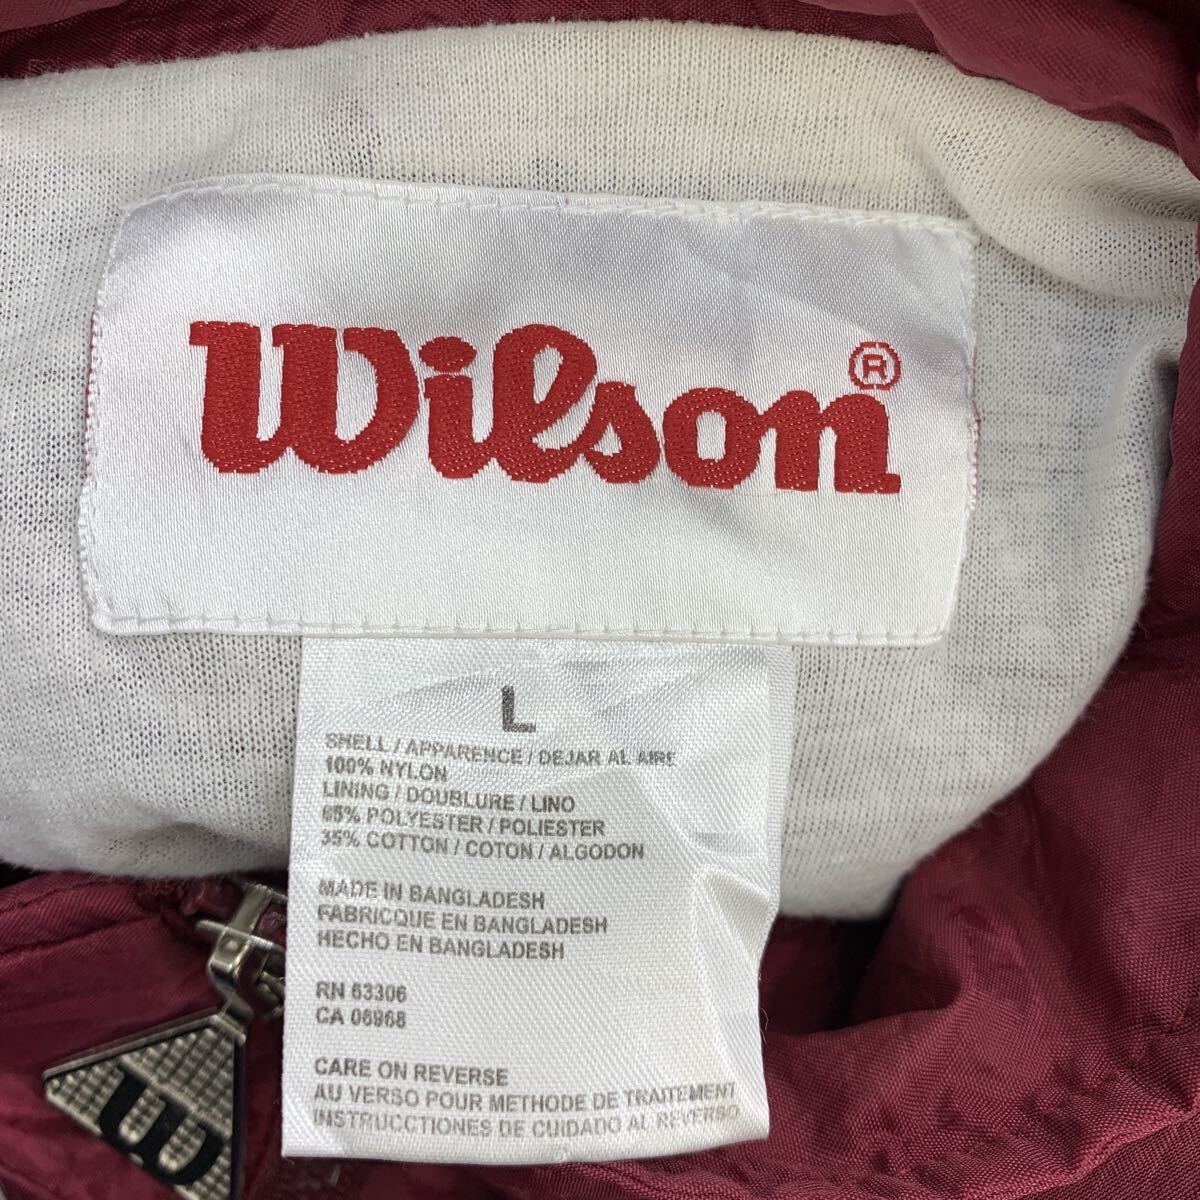 Wilson ®
L
SHELL / APPARENCE / DEJAR AL AIRE
100% NYLON
LINING / DOUBLURE / LINO
65% POLYESTER / POLIESTER
35% COTTON / COTON / ALGODON
MADE IN BANGLADESH
FABRICQUE EN BANGLADESH
HECHO EN BANGLADESH
RN 63306
CA 06968
CARE ON REVERSE
AU VERSO POUR METHODE DE TRAITEMENT
INSTRUCCTIONES DE CUIDADO AL REVERSO
W